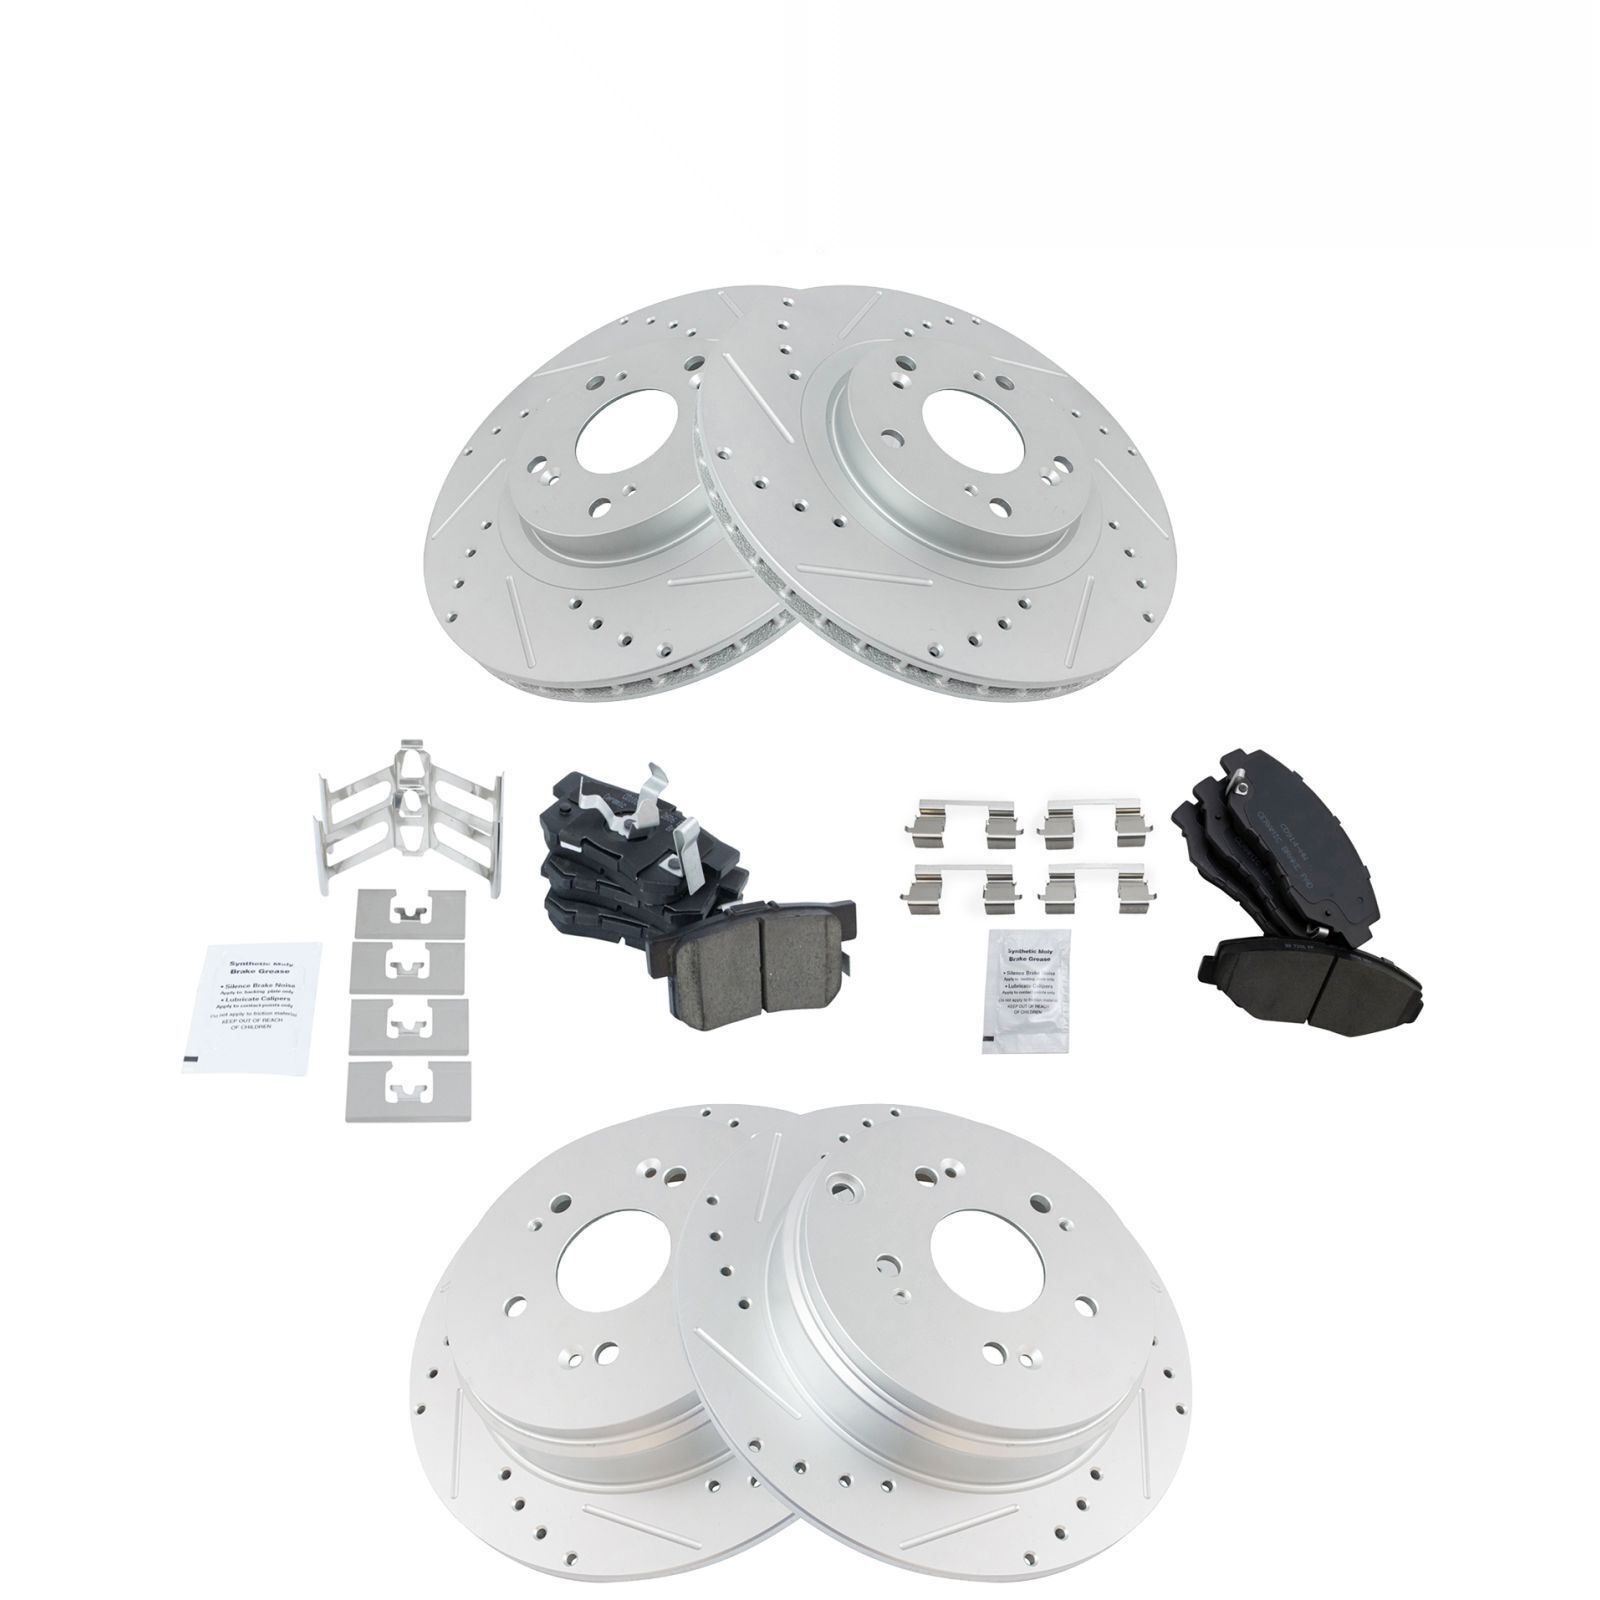 Synthetic Moly
Brake Grease
• Silence Brake Noise
Apply to backing plate only
• Lubricate Calipers
Apply to contact points only
Do not apply to friction material
KEEP OUT OF REACH
OF CHILDREN
Synthetic Moly
Brake Grease
• Silence Brake Noise
Apply to backing plate only
• Lubricate Calipers
Apply to contact points only
Do not apply to friction material
KEEP OUT OF REACH
OF CHILDREN
CD914-HW
CERAMIC BRAKE PAD